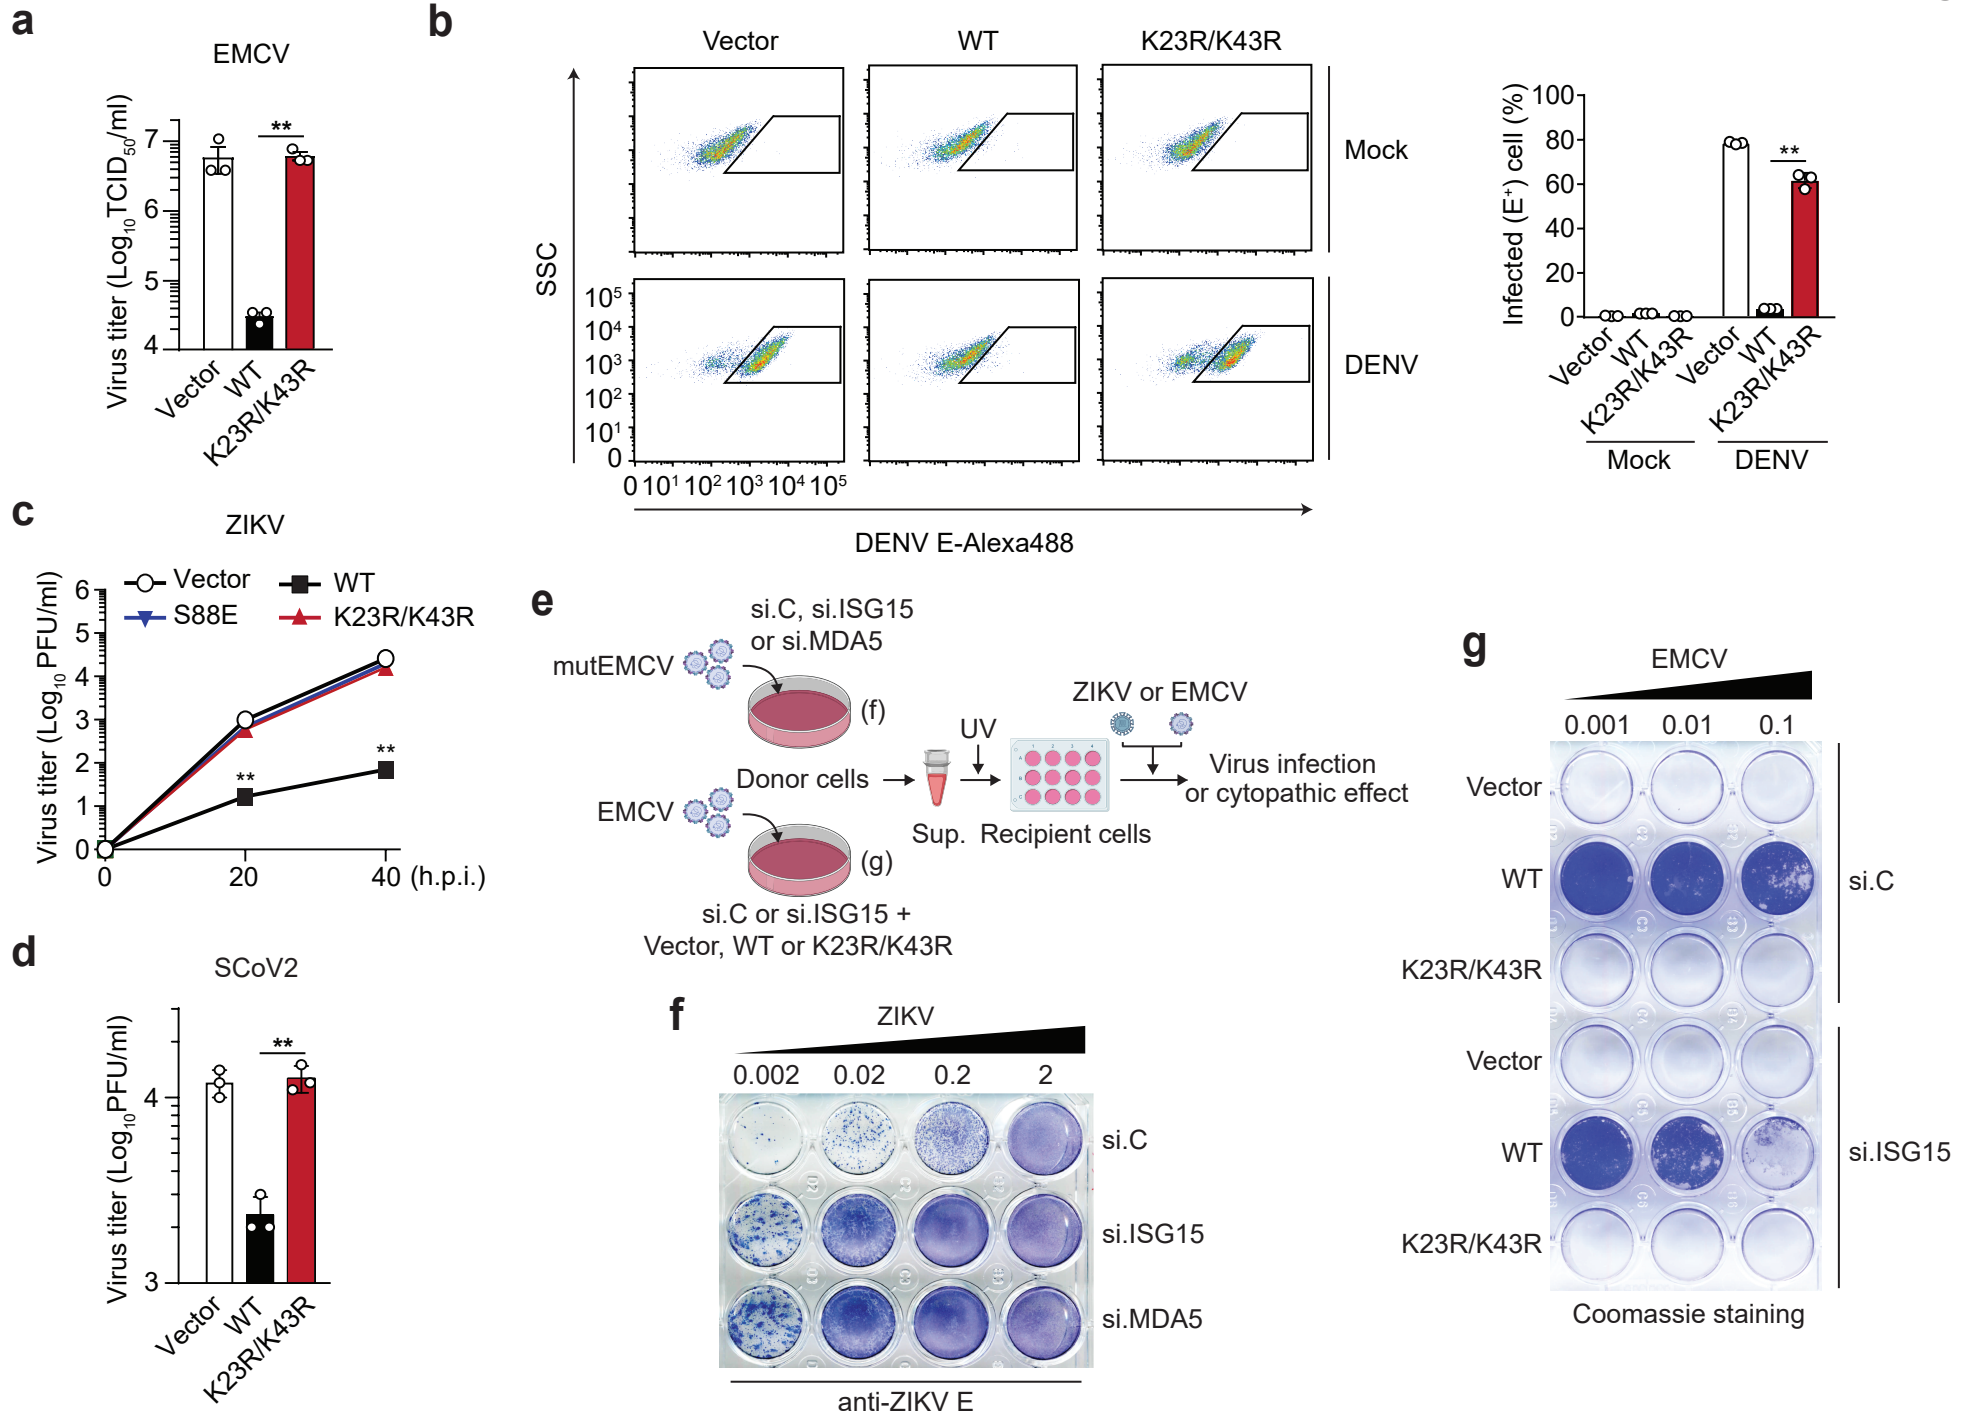 a
EMCV
Virus titer (Log10TCID50/ml)
7
6
5
4
**
Vector
WT
K23R/K43R
b
Vector
WT
K23R/K43R
Mock
DENV
SSC
10⁵
10⁴
10³
10²
10¹
0
0 10¹ 10² 10³ 10⁴ 10⁵
DENV E-Alexa488
Infected (E⁺) cell (%)
100
80
60
40
20
0
**
Vector
WT
K23R/K43R
Vector
WT
K23R/K43R
Mock
DENV
c
ZIKV
Vector
WT
S88E
K23R/K43R
Virus titer (Log10PFU/ml)
6
5
4
3
2
1
0
**
**
0 20 40 (h.p.i.)
d
SCoV2
Virus titer (Log10PFU/ml)
4
3
**
Vector
WT
K23R/K43R
e
si.C, si.ISG15
or si.MDA5
mutEMCV
(f)
ZIKV or EMCV
UV
Donor cells
Virus infection
or cytopathic effect
EMCV
Sup.
Recipient cells
(g)
si.C or si.ISG15 +
Vector, WT or K23R/K43R
f
ZIKV
0.002 0.02 0.2 2
si.C
si.ISG15
si.MDA5
anti-ZIKV E
g
EMCV
0.001 0.01 0.1
Vector
WT
K23R/K43R
si.C
Vector
WT
K23R/K43R
si.ISG15
Coomassie staining